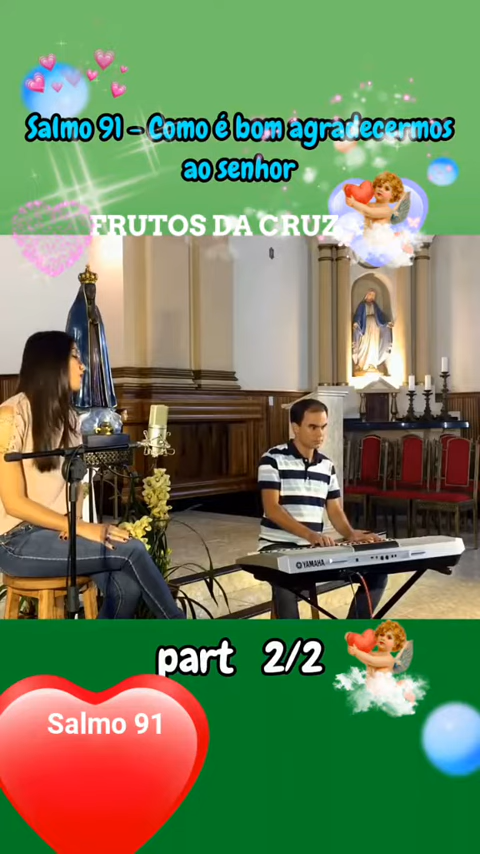 Salmo 91 - Como é bom agradecermos
ao senhor
FRUTOS DA CRUZ
YAMAHA
part 2/2
Salmo 91